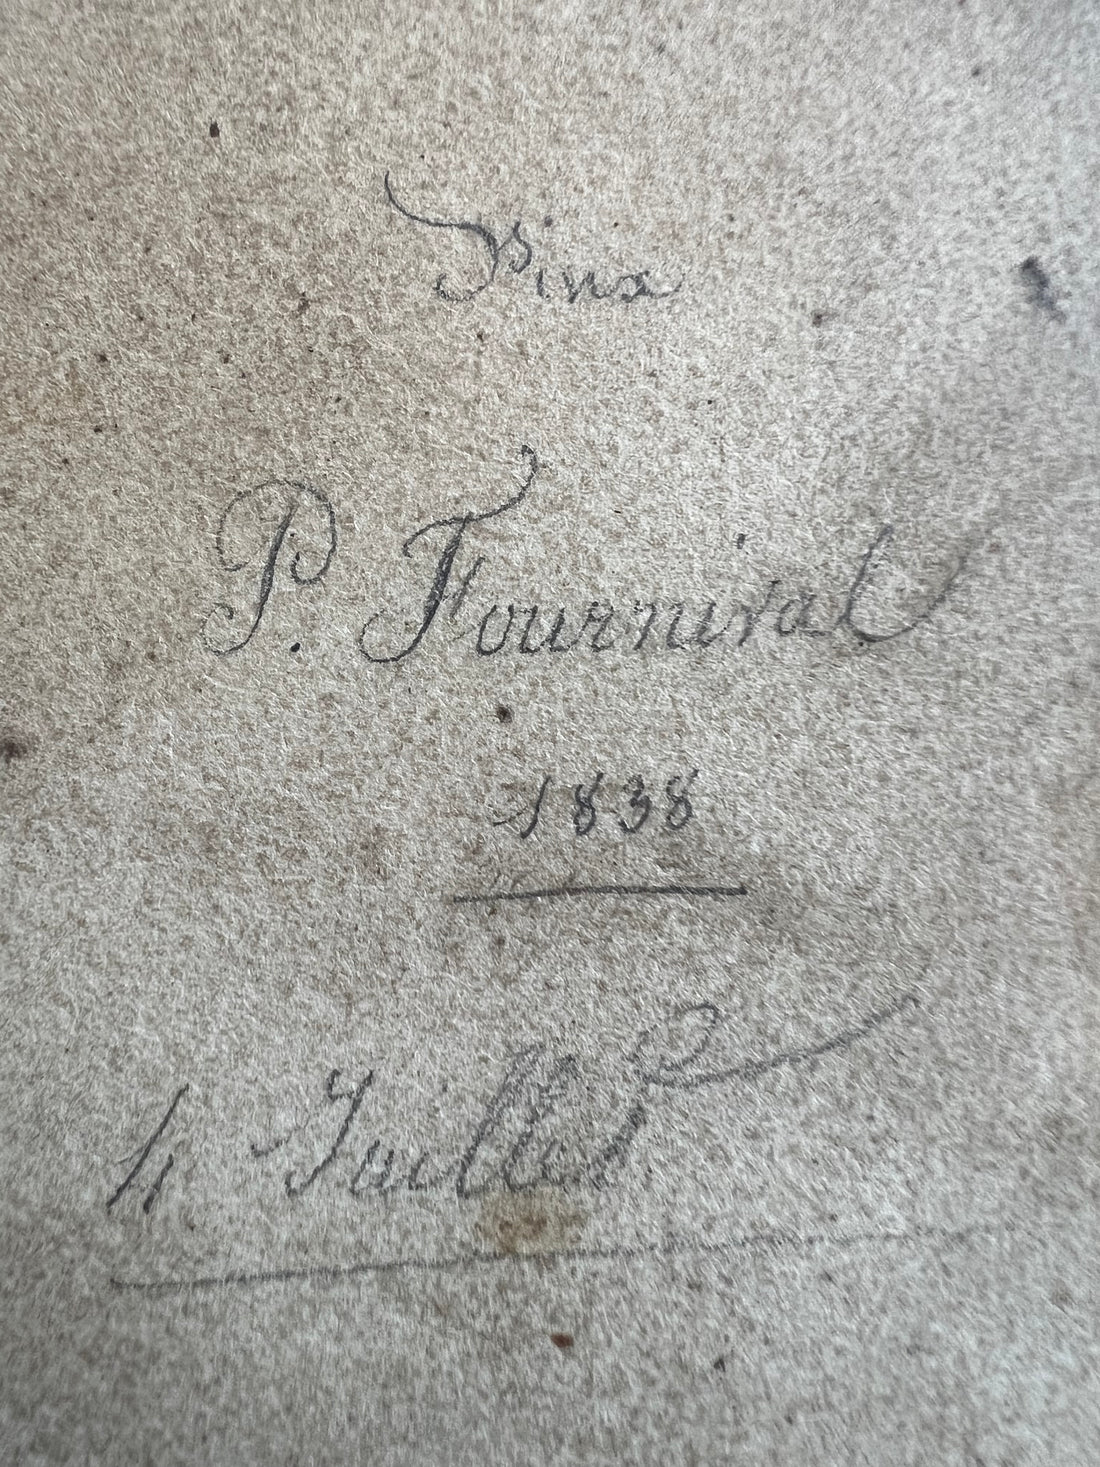 Pinx
P. Fournival
1838
4 Juillet